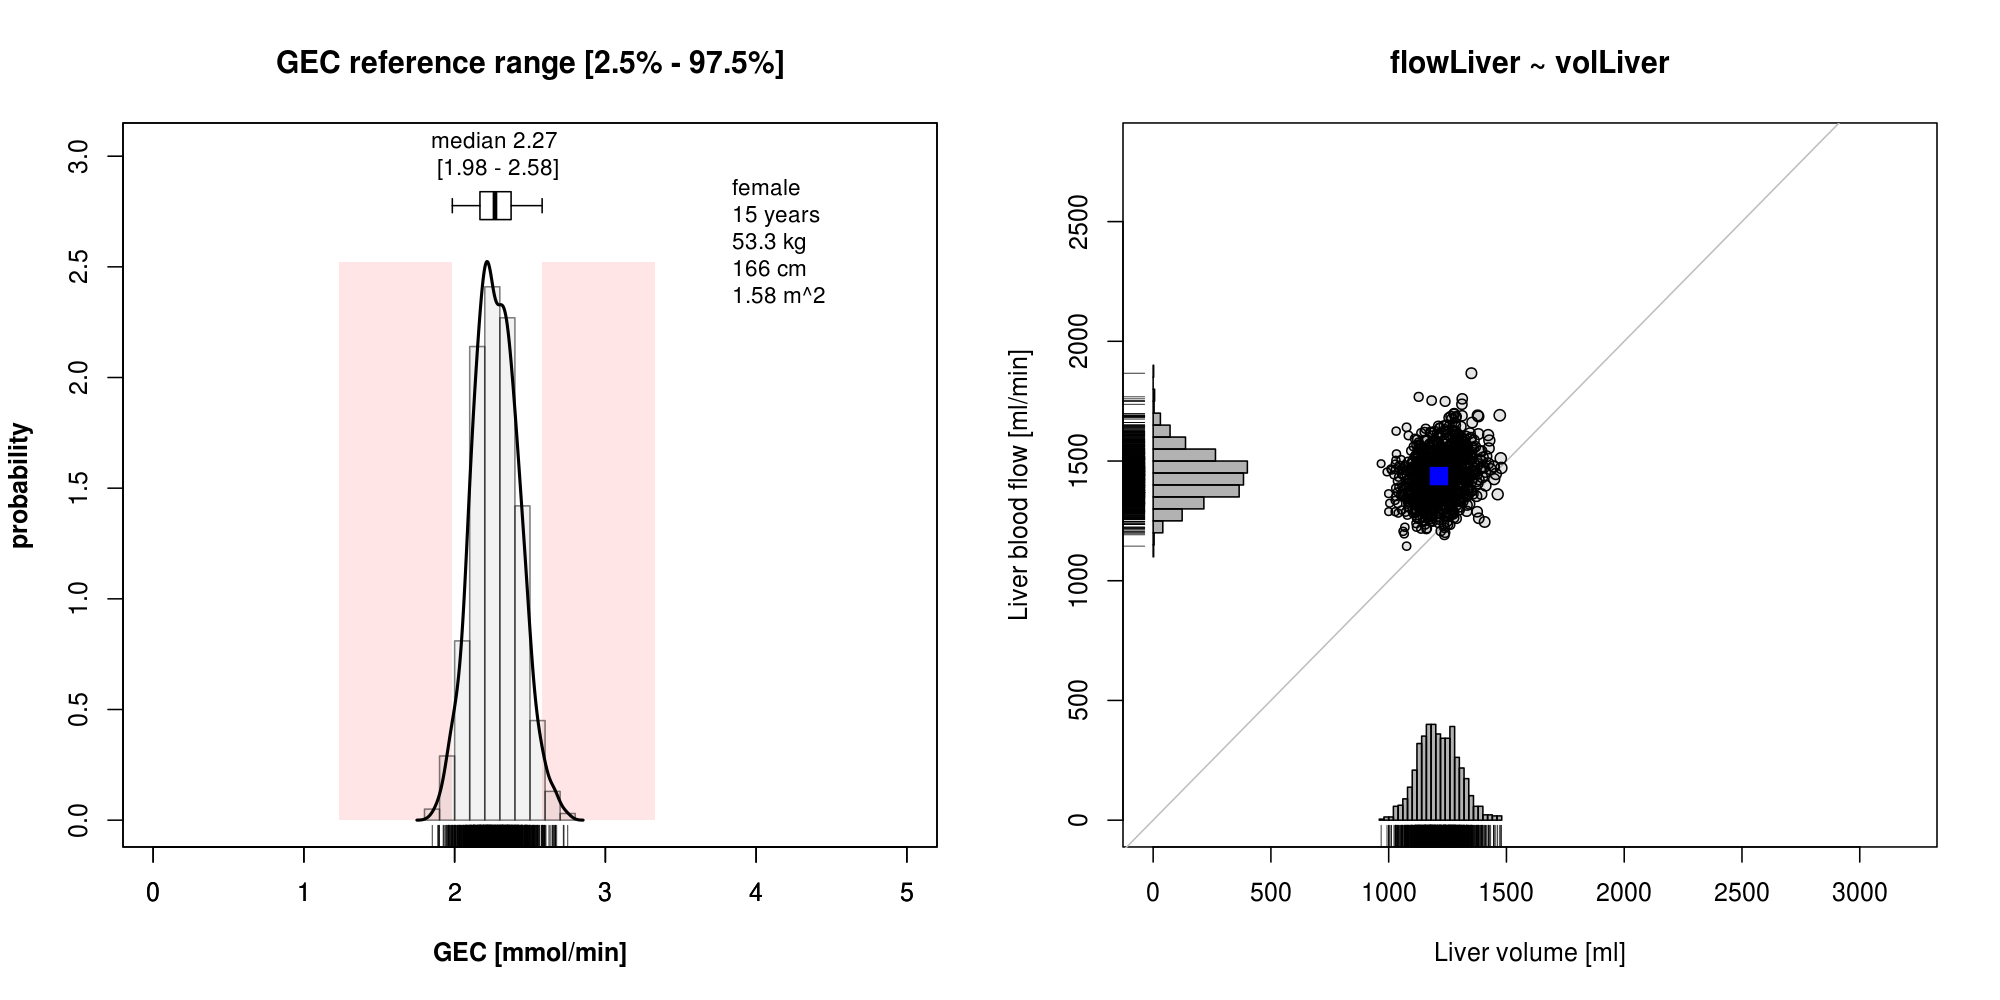 GEC reference range [2.5% - 97.5%]
median 2.27
[1.98 - 2.58]
female
15 years
53.3 kg
166 cm
1.58 m^2
probability
3.0
2.5
2.0
1.5
1.0
0.5
0.0
0 1 2 3 4 5
GEC [mmol/min]
flowLiver ~ volLiver
Liver blood flow [ml/min]
2500
2000
1500
1000
500
0
0 500 1000 1500 2000 2500 3000
Liver volume [ml]